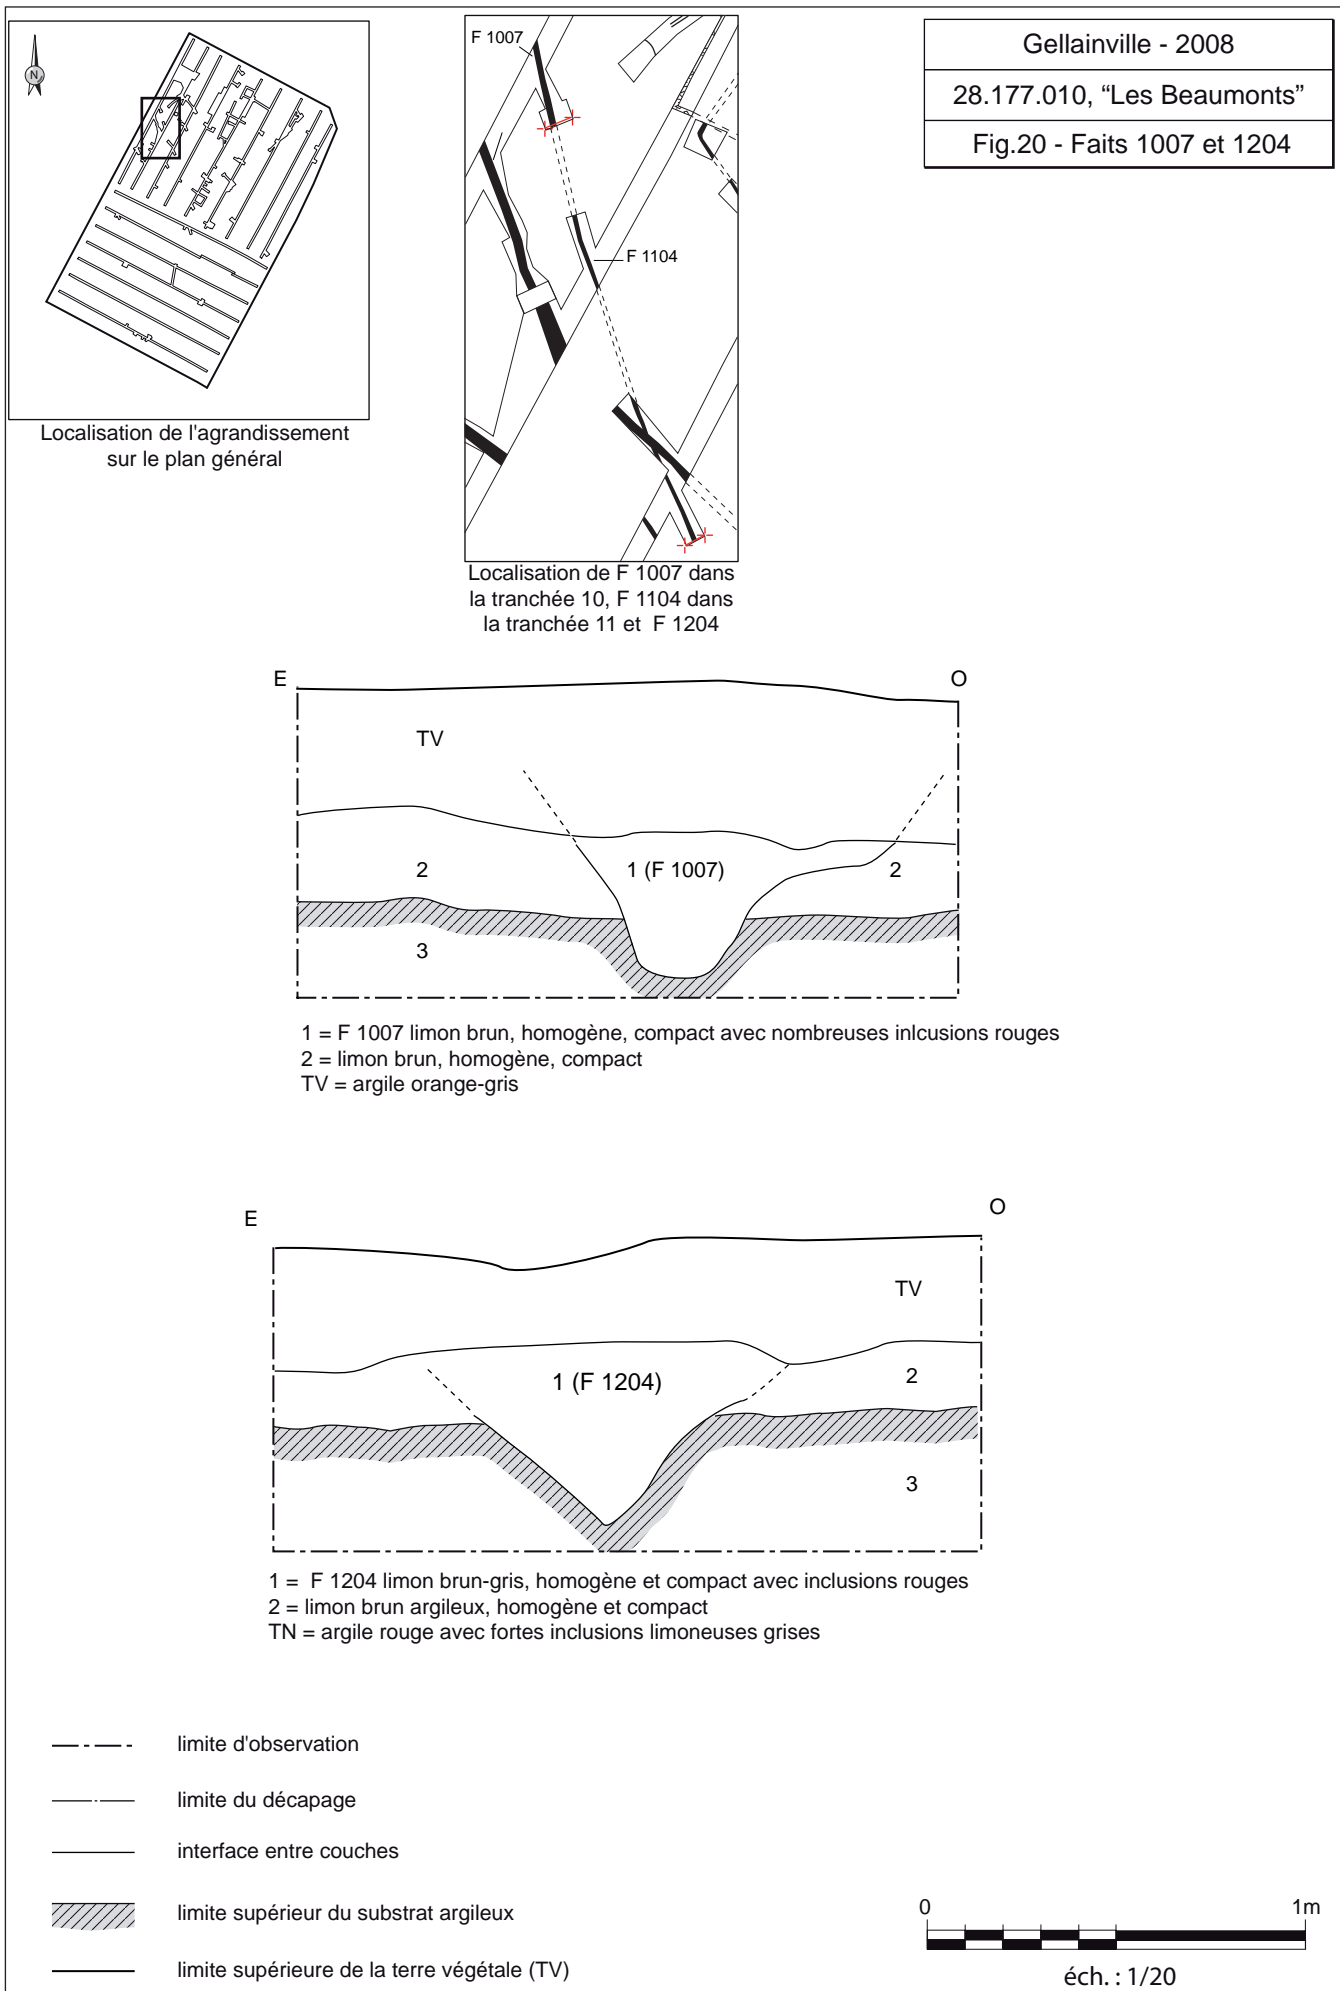 N
Localisation de l'agrandissement
sur le plan général
F 1007
F 1104
Localisation de F 1007 dans
la tranchée 10, F 1104 dans
la tranchée 11 et F 1204
Gellainville - 2008
28.177.010, “Les Beaumonts”
Fig.20 - Faits 1007 et 1204
E
O
TV
2
1 (F 1007)
2
3
1 = F 1007 limon brun, homogène, compact avec nombreuses inlcusions rouges
2 = limon brun, homogène, compact
TV = argile orange-gris
E
O
TV
1 (F 1204)
2
3
1 = F 1204 limon brun-gris, homogène et compact avec inclusions rouges
2 = limon brun argileux, homogène et compact
TN = argile rouge avec fortes inclusions limoneuses grises
limite d'observation
limite du décapage
interface entre couches
limite supérieur du substrat argileux
limite supérieure de la terre végétale (TV)
0 1m
éch. : 1/20